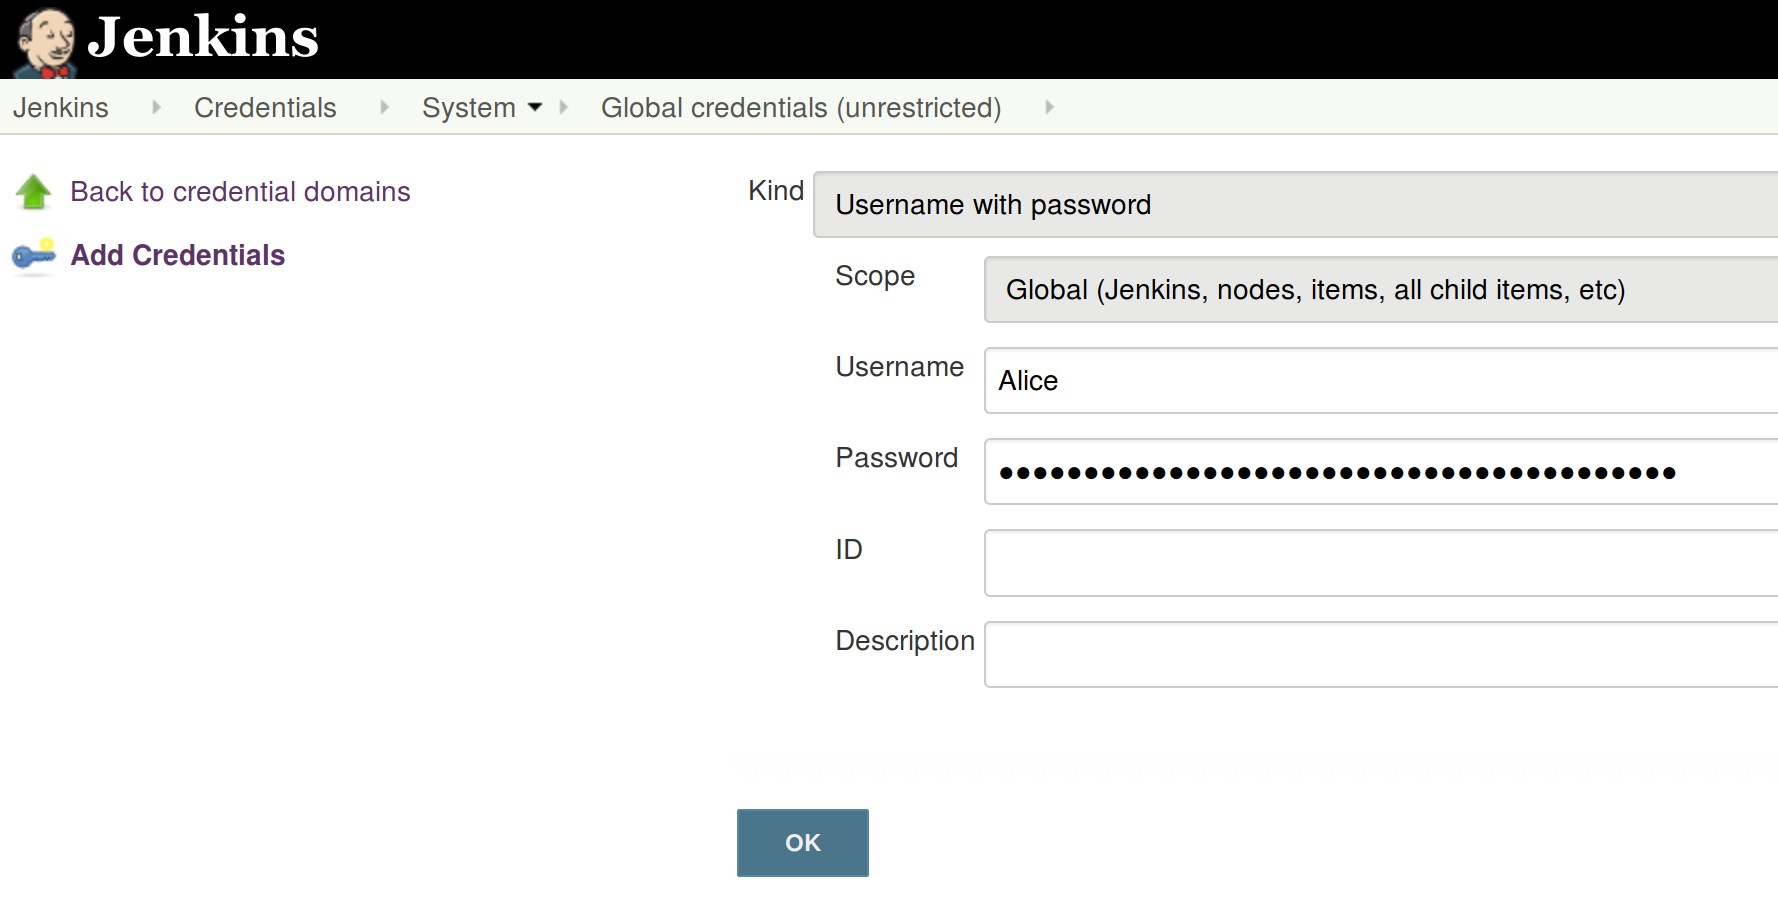 Jenkins
Jenkins Credentials System Global credentials (unrestricted)
Back to credential domains
Add Credentials
Kind Username with password
Scope Global (Jenkins, nodes, items, all child items, etc)
Username Alice
Password ••••••••••••••••••••••••••••••••••••••••
ID
Description
OK